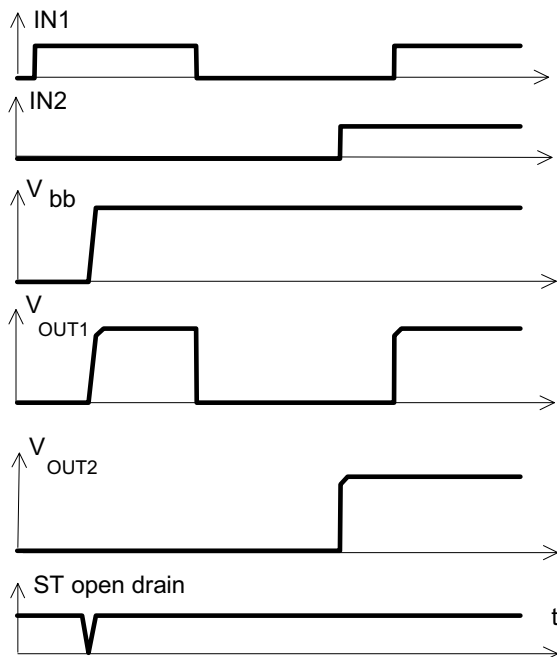 IN1
IN2
V bb
V OUT1
V OUT2
ST open drain
t